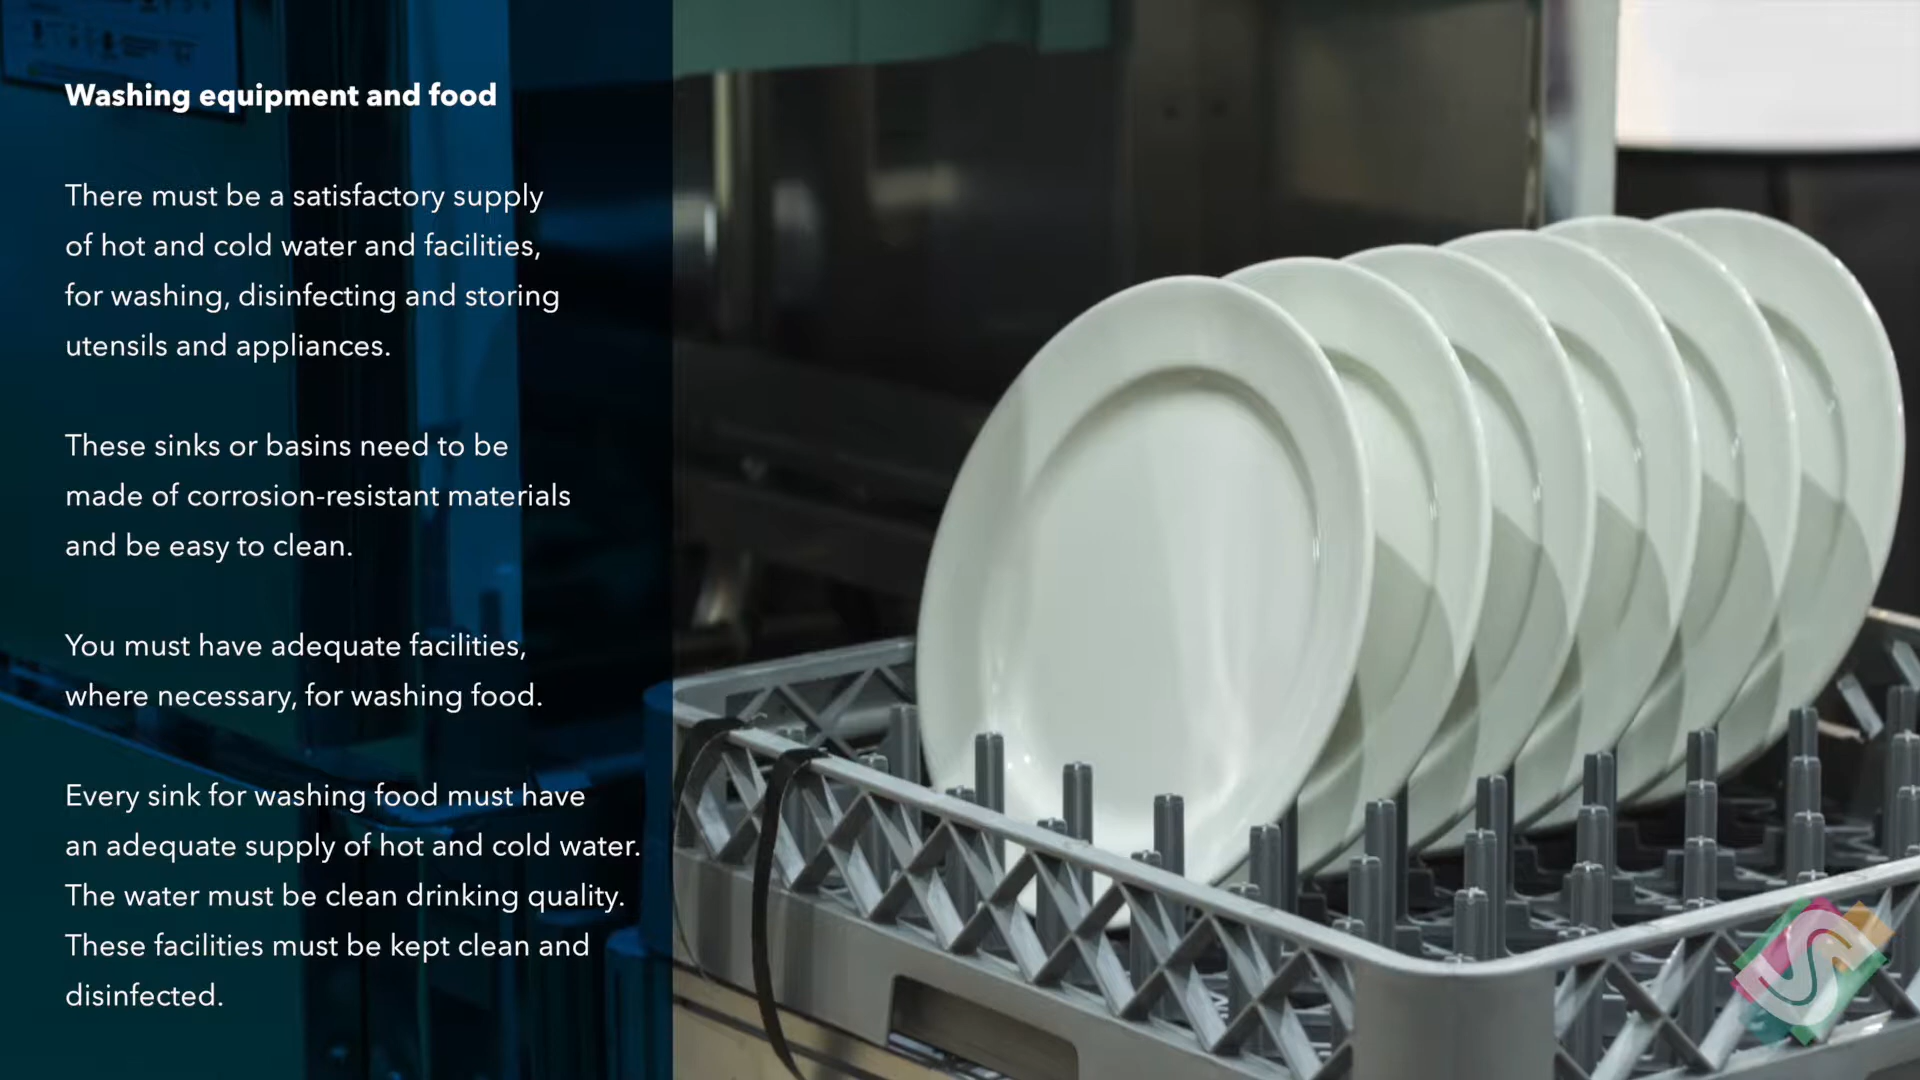 Washing equipment and food
There must be a satisfactory supply
of hot and cold water and facilities,
for washing, disinfecting and storing
utensils and appliances.
These sinks or basins need to be
made of corrosion-resistant materials
and be easy to clean.
You must have adequate facilities,
where necessary, for washing food.
Every sink for washing food must have
an adequate supply of hot and cold water.
The water must be clean drinking quality.
These facilities must be kept clean and
disinfected.